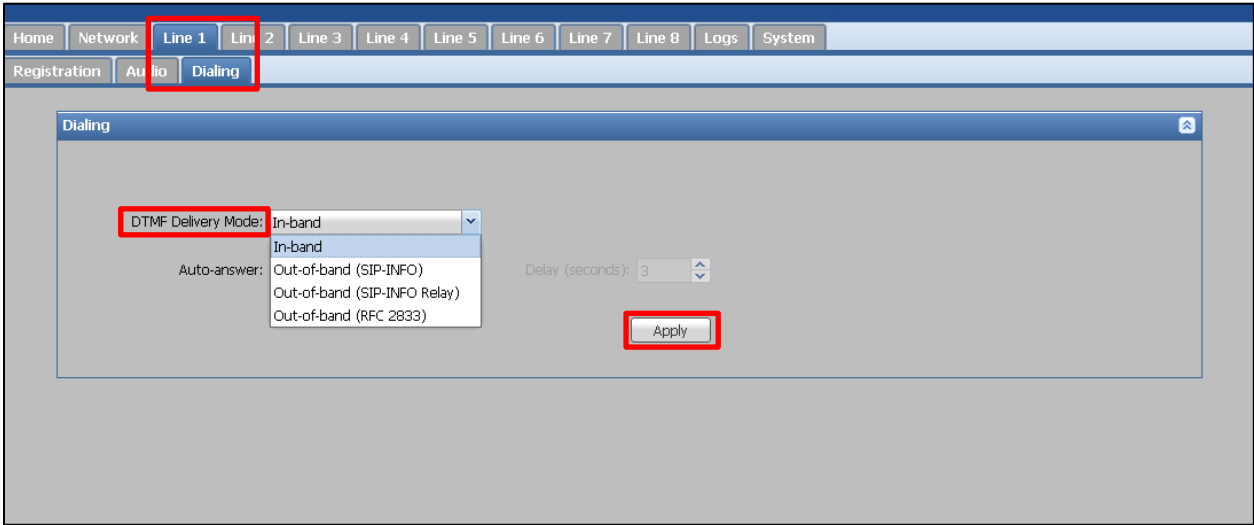 Home Network Line 1 Line 2 Line 3 Line 4 Line 5 Line 6 Line 7 Line 8 Logs System
Registration Audio Dialing
Dialing
DTMF Delivery Mode: In-band
In-band
Auto-answer: Out-of-band (SIP-INFO) Delay (seconds): 3
Out-of-band (SIP-INFO Relay)
Out-of-band (RFC 2833)
Apply